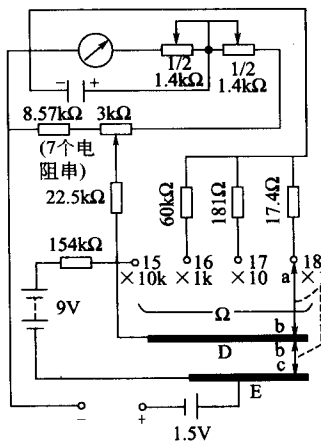 1/2
1.4kΩ
1/2
1.4kΩ
− +
8.57kΩ
3kΩ
(7个电
阻串)
22.5kΩ
60kΩ
181Ω
17.4Ω
154kΩ
15
×10k
16
×1k
17
×10
18
×
a
Ω
9V
b
D
b
c
E
− +
1.5V